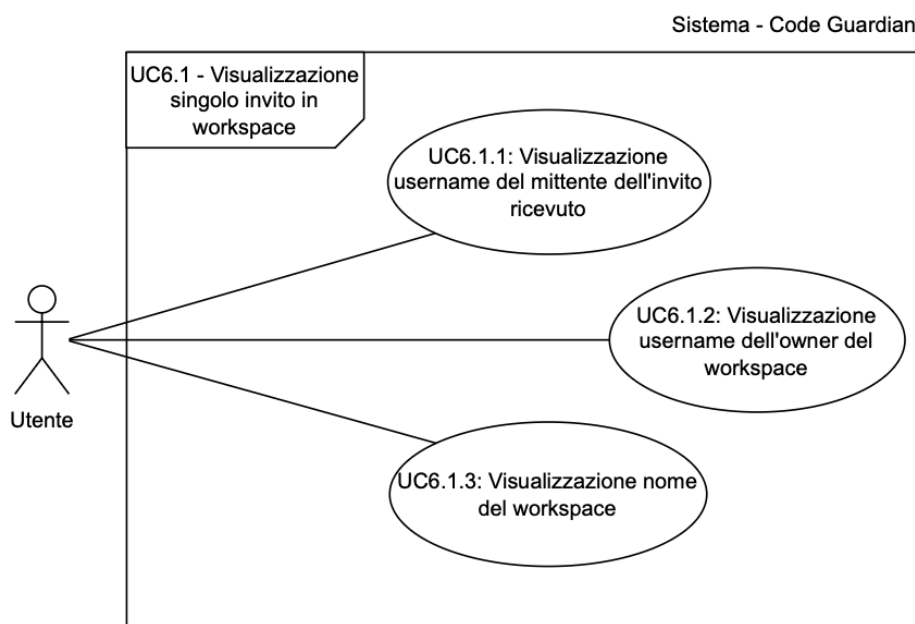 Sistema - Code Guardian
UC6.1 - Visualizzazione
singolo invito in
workspace
UC6.1.1: Visualizzazione
username del mittente dell'invito
ricevuto
UC6.1.2: Visualizzazione
username dell'owner del
workspace
Utente
UC6.1.3: Visualizzazione nome
del workspace